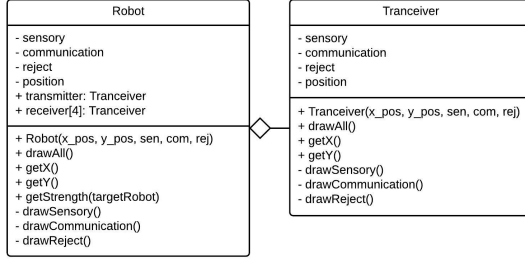 Robot
- sensory
- communication
- reject
- position
+ transmitter: Tranceiver
+ receiver[4]: Tranceiver
+ Robot(x_pos, y_pos, sen, com, rej)
+ drawAll()
+ getX()
+ getY()
+ getStrength(targetRobot)
- drawSensory()
- drawCommunication()
- drawReject()
Tranceiver
- sensory
- communication
- reject
- position
+ Tranceiver(x_pos, y_pos, sen, com, rej)
+ drawAll()
+ getX()
+ getY()
- drawSensory()
- drawCommunication()
- drawReject()